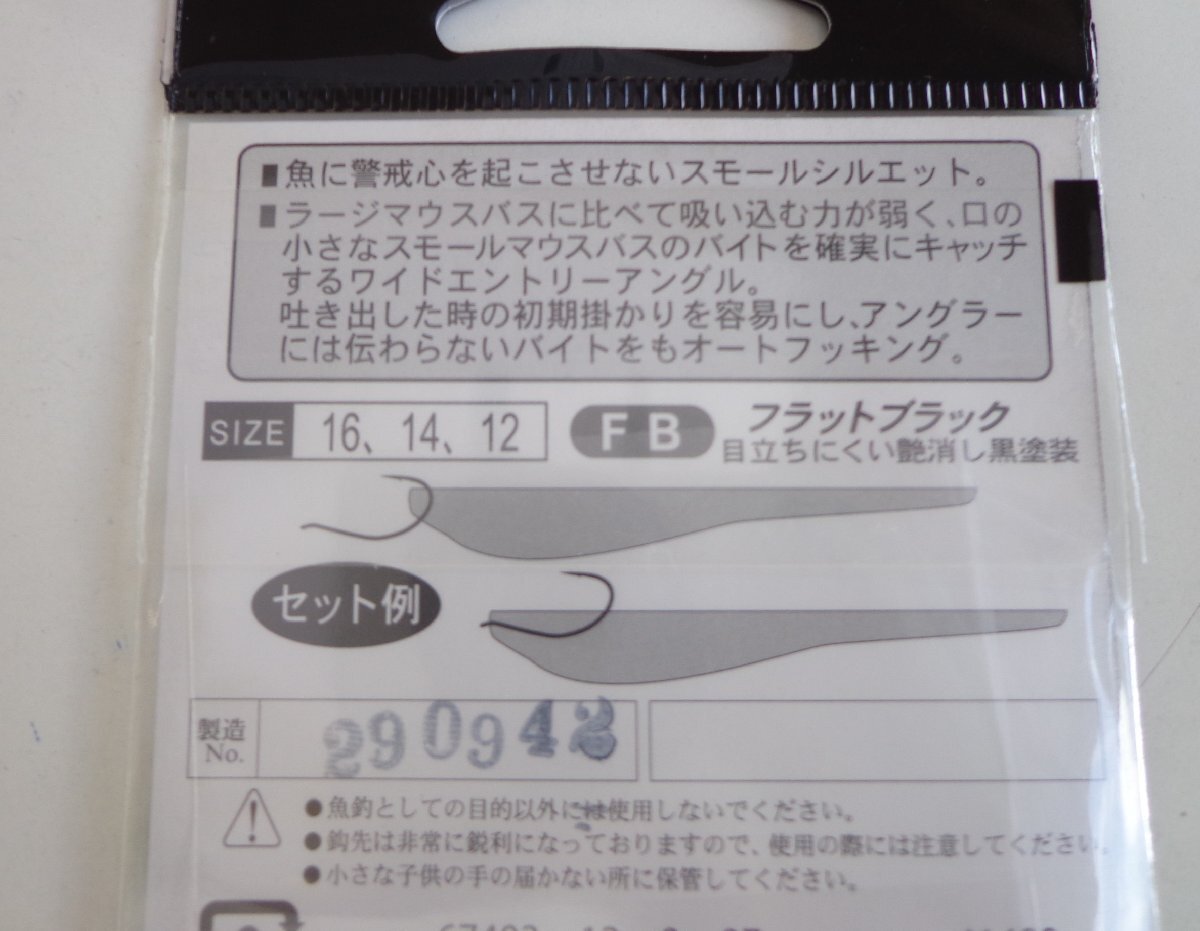 ■魚に警戒心を起こさせないスモールシルエット。
■ラージマウスバスに比べて吸い込む力が弱く、口の
小さなスモールマウスバスのバイトを確実にキャッチ
するワイドエントリーアングル。
吐き出した時の初期掛かりを容易にし、アングラー
には伝わらないバイトをもオートフッキング。
SIZE 16、14、12 FB フラットブラック
目立ちにくい艶消し黒塗装
セット例
製造
No.
290942
●魚釣としての目的以外には使用しないでください。
●鈎先は非常に鋭利になっておりますので、使用の際には注意してください。
●小さな子供の手の届かない所に保管してください。